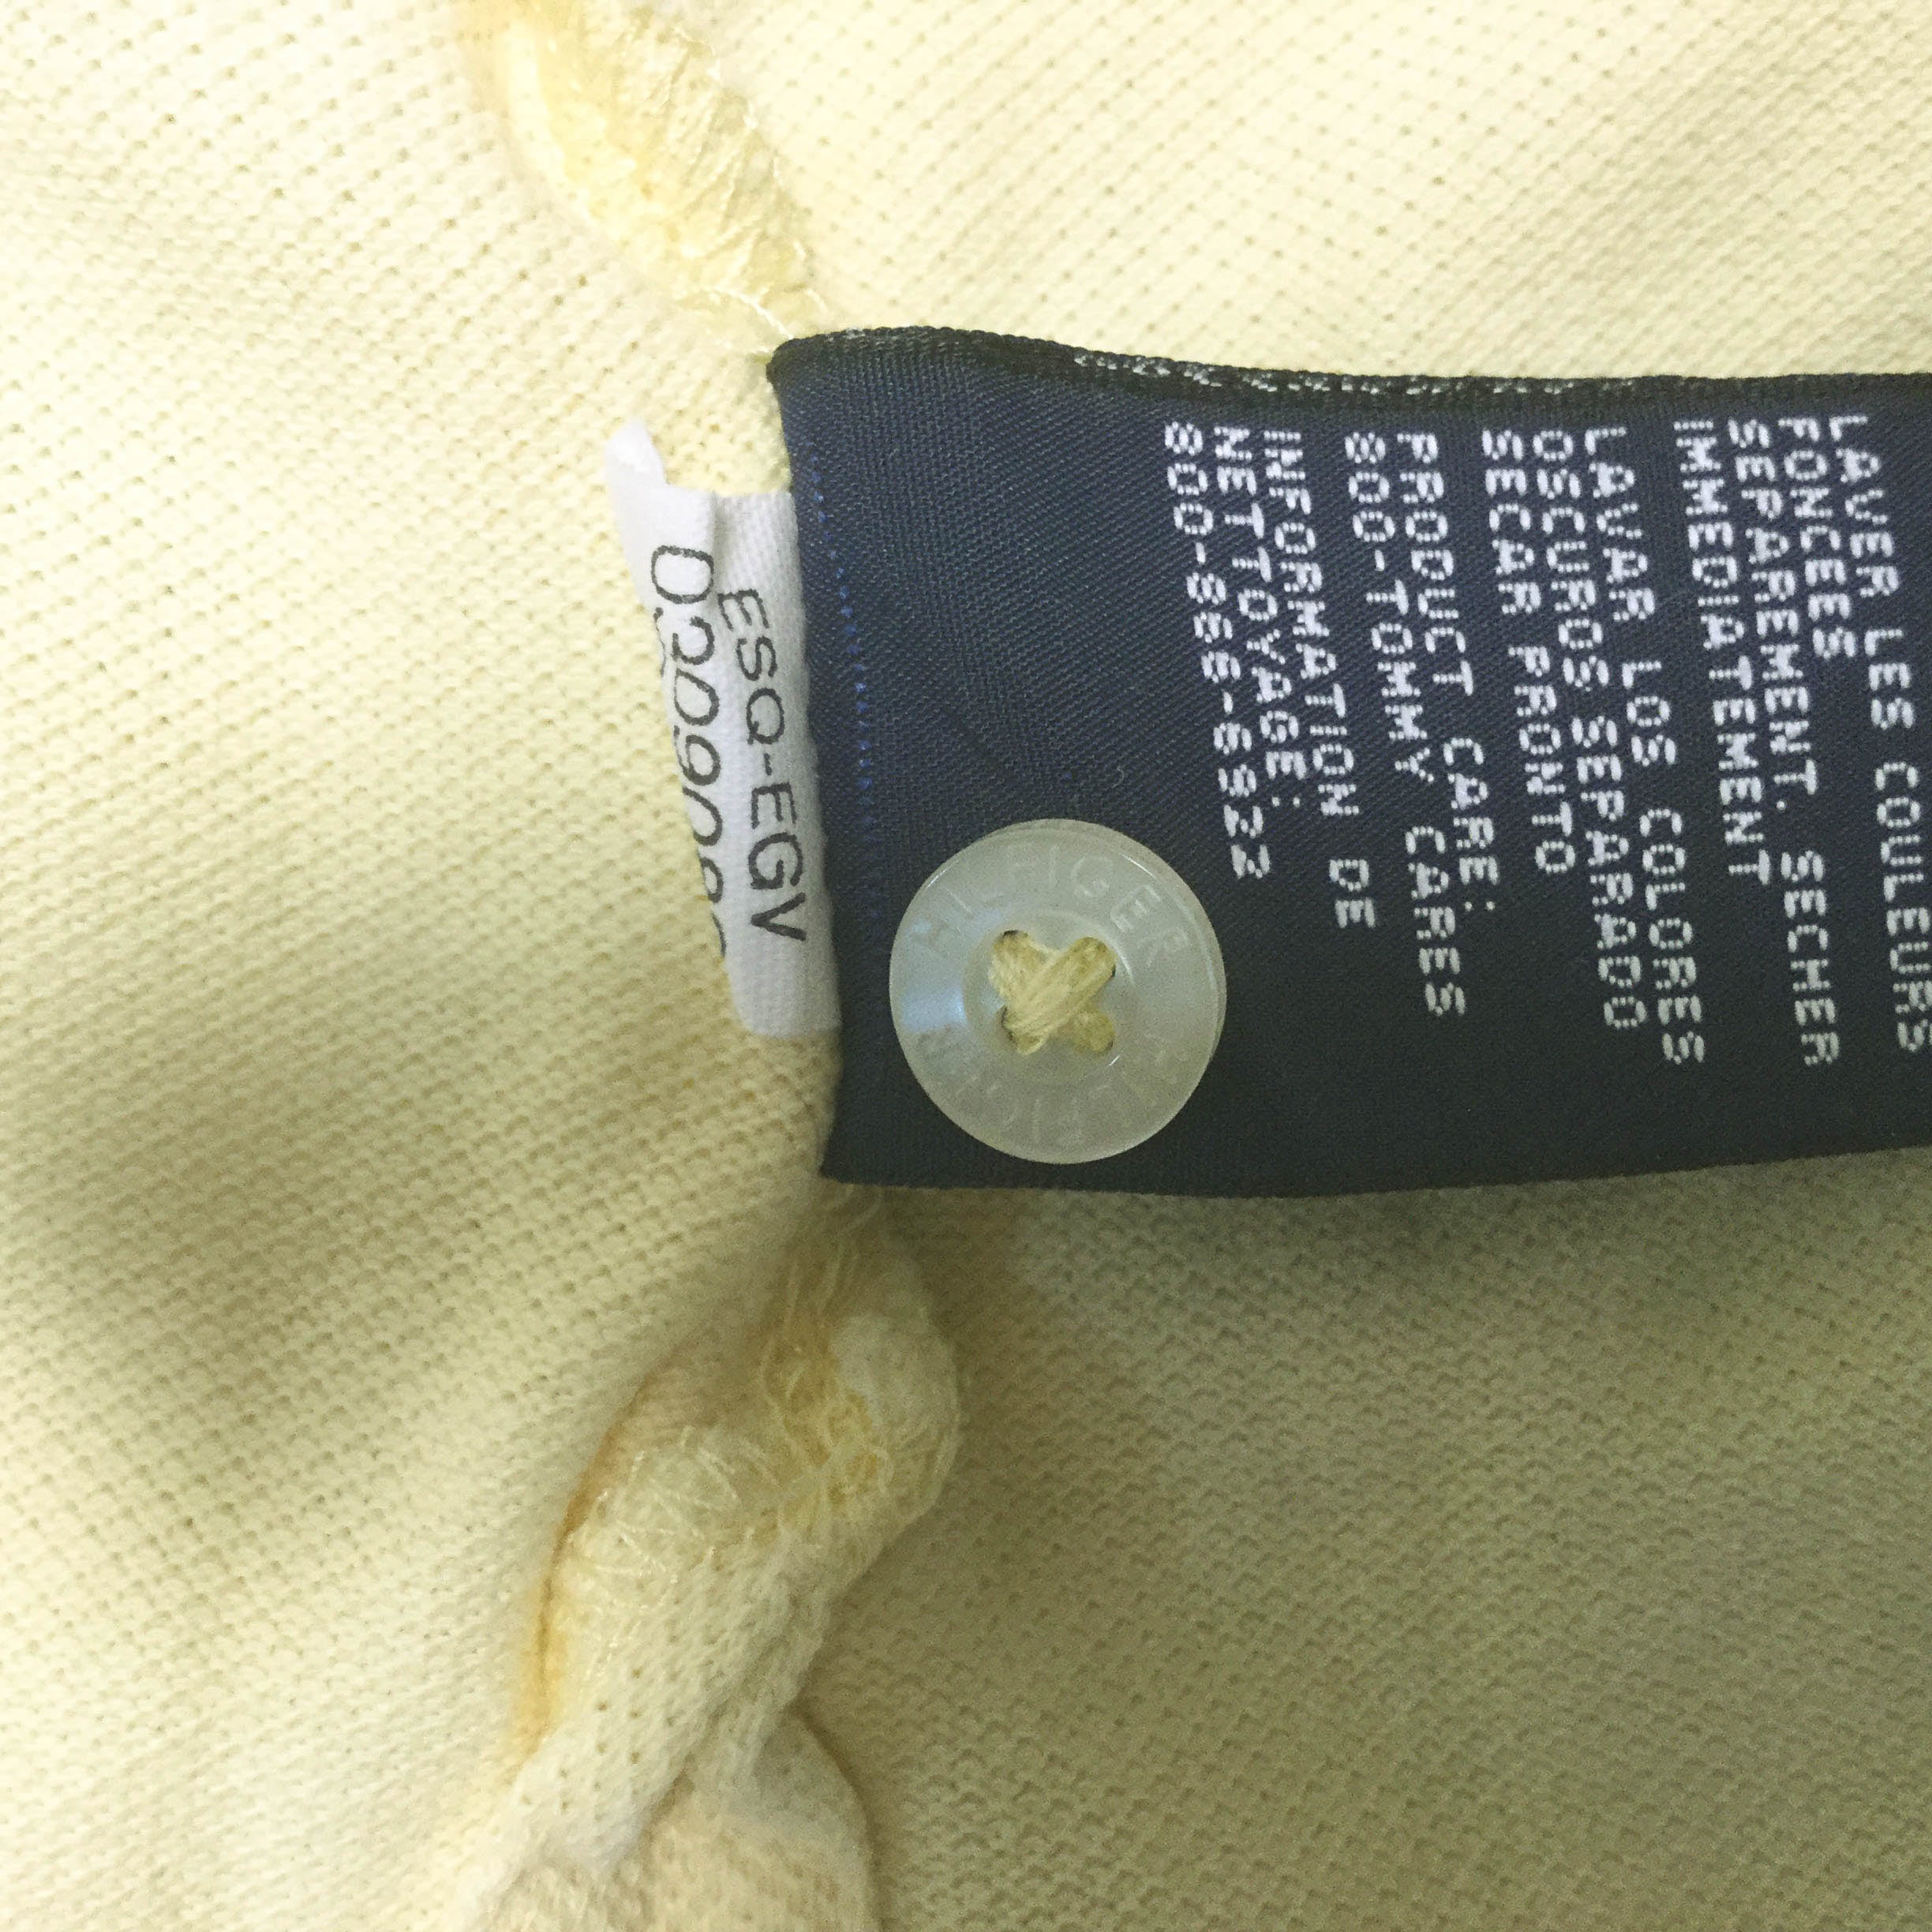 LAVER LES COULEURS
FONCEES
SEPAREMENT. SECHER
IMMEDIATEMENT
LAVAR LOS COLORES
OSCUROS SEPARADO
SECAR PRONTO
PRODUCT CARE:
800-TOMMY CARES
INFORMATION DE
NETTOYAGE:
800-866-6922
HILFIGER
HILFIGER
ESQ-EGV